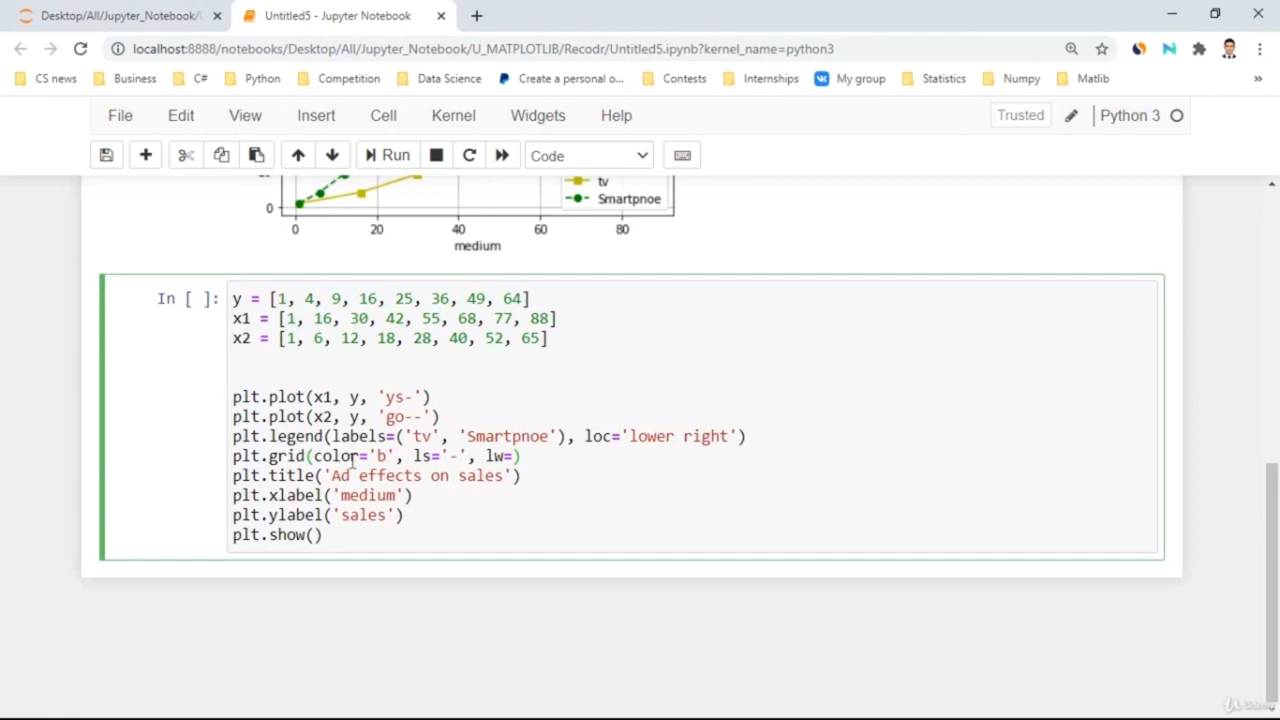 Desktop/All/Jupyter_Notebook/
Untitled5 - Jupyter Notebook
localhost:8888/notebooks/Desktop/All/Jupyter_Notebook/U_MATPLOTLIB/Recodr/Untitled5.ipynb?kernel_name=python3
CS news Business C# Python Competition Data Science Create a personal o... Contests Internships My group Statistics Numpy Matlib »
File Edit View Insert Cell Kernel Widgets Help Trusted Python 3
Run Code
tv
Smartpnoe
0
0 20 40 60 80
medium
In [ ]: y = [1, 4, 9, 16, 25, 36, 49, 64]
x1 = [1, 16, 30, 42, 55, 68, 77, 88]
x2 = [1, 6, 12, 18, 28, 40, 52, 65]
plt.plot(x1, y, 'ys-')
plt.plot(x2, y, 'go--')
plt.legend(labels=('tv', 'Smartpnoe'), loc='lower right')
plt.grid(color='b', ls='-', lw=)
plt.title('Ad effects on sales')
plt.xlabel('medium')
plt.ylabel('sales')
plt.show()
Udemy